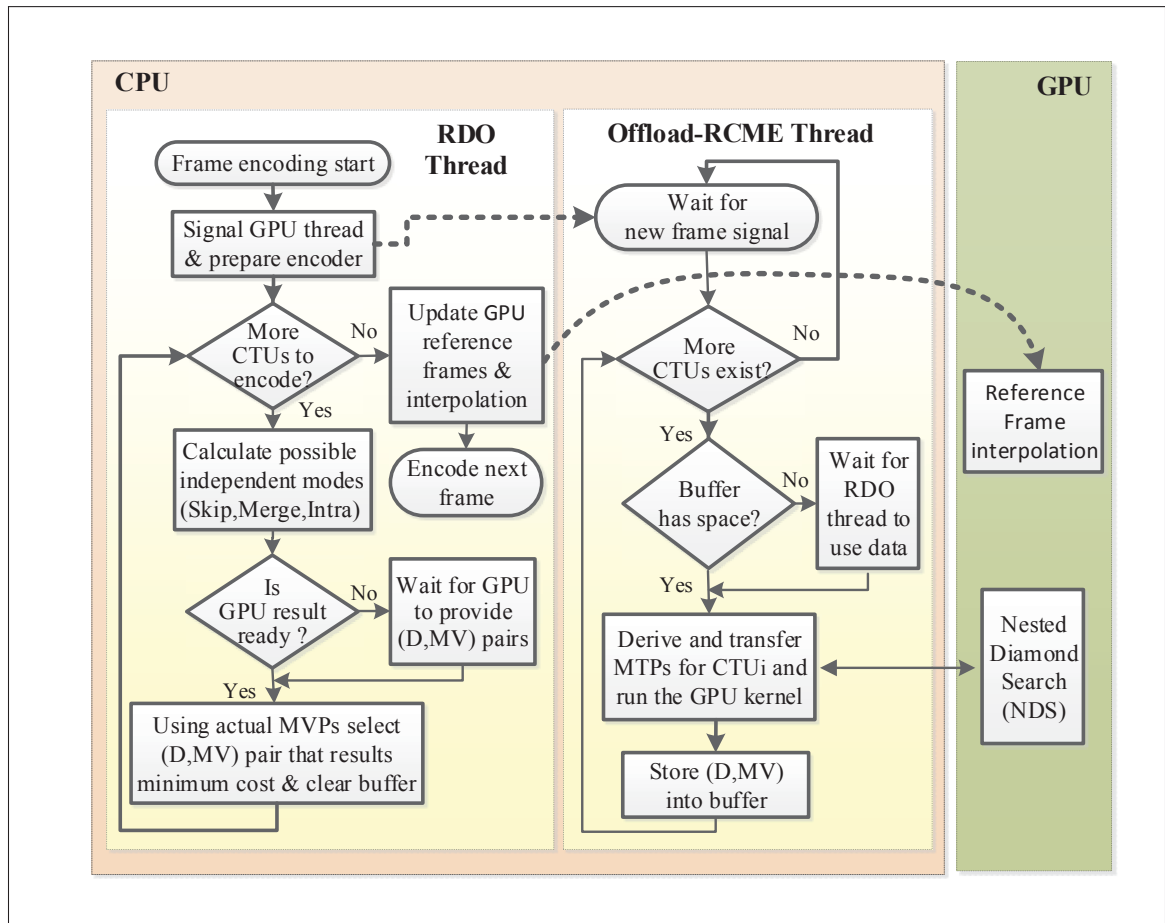 CPU
RDO
Thread
Frame encoding start
Signal GPU thread
& prepare encoder
More
CTUs to
encode?
No
Update GPU
reference
frames &
interpolation
Yes
Encode next
frame
Calculate possible
independent modes
(Skip,Merge,Intra)
Is
GPU result
ready ?
No
Wait for GPU
to provide
(D,MV) pairs
Yes
Using actual MVPs select
(D,MV) pair that results
minimum cost & clear buffer
Offload-RCME Thread
Wait for
new frame signal
More
CTUs exist?
No
Yes
Buffer
has space?
No
Wait for
RDO
thread to
use data
Yes
Derive and transfer
MTPs for CTUi and
run the GPU kernel
Store (D,MV)
into buffer
GPU
Reference
Frame
interpolation
Nested
Diamond
Search
(NDS)